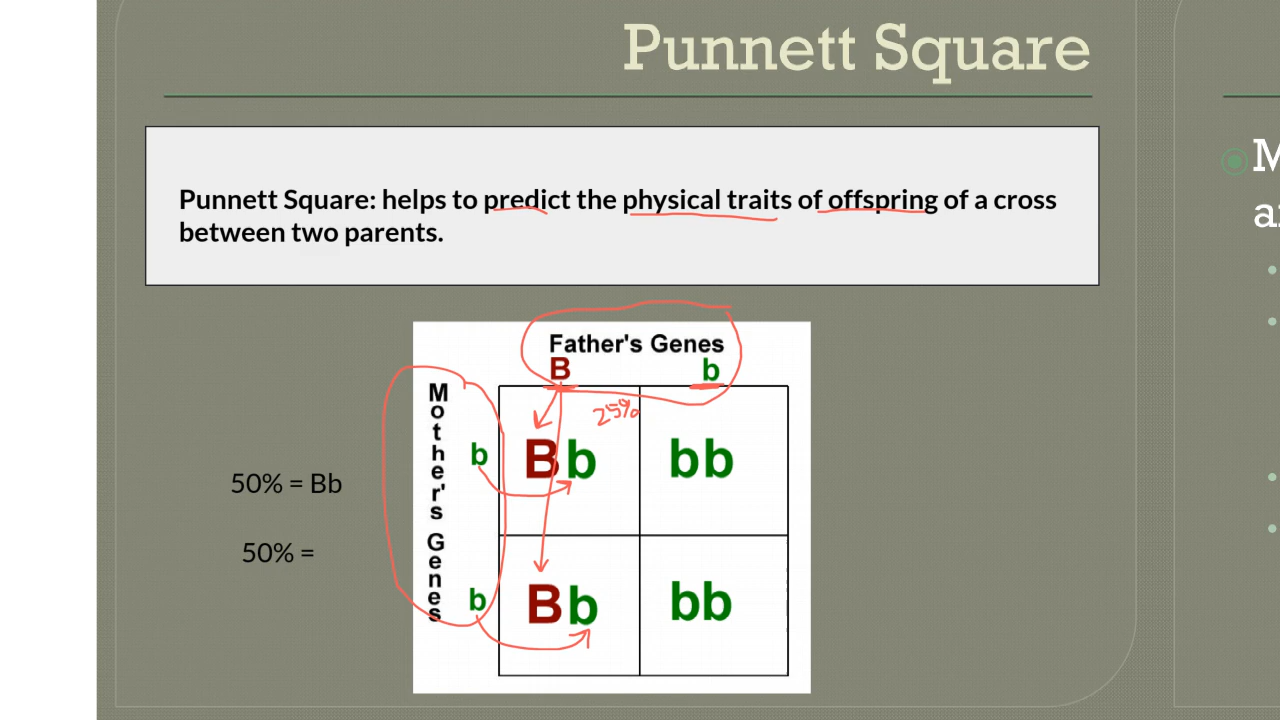 Punnett Square
Punnett Square: helps to predict the physical traits of offspring of a cross
between two parents.
Father's Genes
B b
Mother's Genes
25%
b Bb bb
b Bb bb
50% = Bb
50% =
M